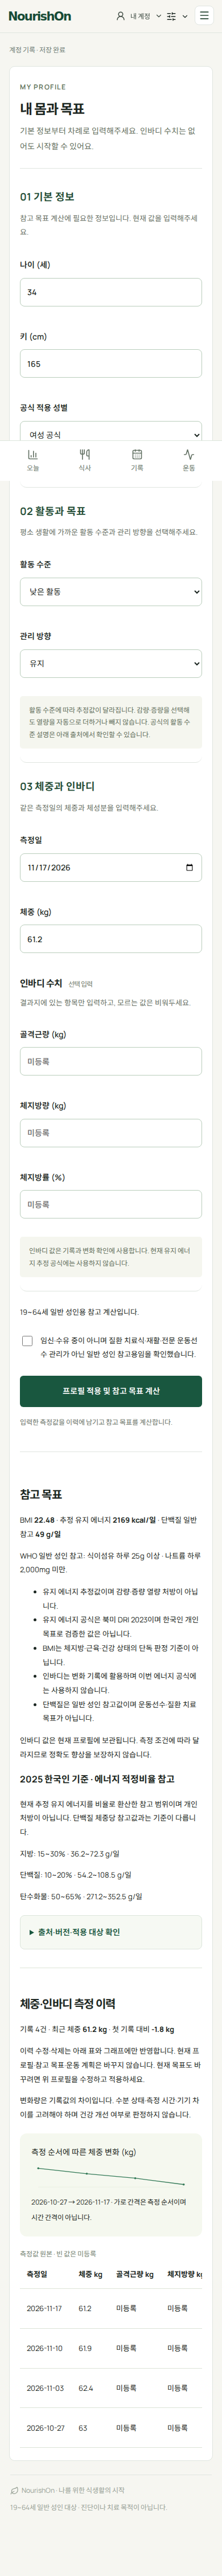 NourishOn
내 계정
계정 기록 · 저장 완료
MY PROFILE
내 몸과 목표
기본 정보부터 차례로 입력해주세요. 인바디 수치는 없
어도 시작할 수 있어요.
01 기본 정보
참고 목표 계산에 필요한 정보입니다. 현재 값을 입력해주세
요.
나이 (세)
34
키 (cm)
165
공식 적용 성별
여성 공식
오늘
식사
기록
운동
02 활동과 목표
평소 생활에 가까운 활동 수준과 관리 방향을 선택해주세요.
활동 수준
낮은 활동
관리 방향
유지
활동 수준에 따라 추정값이 달라집니다. 감량·증량을 선택해
도 열량을 자동으로 더하거나 빼지 않습니다. 공식의 활동 수
준 설명은 아래 출처에서 확인할 수 있습니다.
03 체중과 인바디
같은 측정일의 체중과 체성분을 입력해주세요.
측정일
11/17/2026
체중 (kg)
61.2
인바디 수치 선택 입력
결과지에 있는 항목만 입력하고, 모르는 값은 비워두세요.
골격근량 (kg)
미등록
체지방량 (kg)
미등록
체지방률 (%)
미등록
인바디 값은 기록과 변화 확인에 사용합니다. 현재 유지 에너
지 추정 공식에는 사용하지 않습니다.
19~64세 일반 성인용 참고 계산입니다.
임신·수유 중이 아니며 질환 치료식·재활·전문 운동선
수 관리가 아닌 일반 성인 참고용임을 확인했습니다.
프로필 적용 및 참고 목표 계산
입력한 측정값을 이력에 남기고 참고 목표를 계산합니다.
참고 목표
BMI 22.48 · 추정 유지 에너지 2169 kcal/일 · 단백질 일반
참고 49 g/일
WHO 일반 성인 참고: 식이섬유 하루 25g 이상 · 나트륨 하루
2,000mg 미만.
유지 에너지 추정값이며 감량·증량 열량 처방이 아닙니
다.
유지 에너지 공식은 북미 DRI 2023이며 한국인 개인
목표로 검증한 값은 아닙니다.
BMI는 체지방·근육·건강 상태의 단독 판정 기준이 아
닙니다.
인바디는 변화 기록에 활용하며 이번 에너지 공식에
는 사용하지 않습니다.
단백질은 일반 성인 참고값이며 운동선수·질환 치료
목표가 아닙니다.
인바디 값은 현재 프로필에 보관됩니다. 측정 조건에 따라 달
라지므로 정확도 향상을 보장하지 않습니다.
2025 한국인 기준 · 에너지 적정비율 참고
현재 추정 유지 에너지를 비율로 환산한 참고 범위이며 개인
처방이 아닙니다. 단백질 체중당 참고값과는 기준이 다릅니
다.
지방: 15~30% · 36.2~72.3 g/일
단백질: 10~20% · 54.2~108.5 g/일
탄수화물: 50~65% · 271.2~352.5 g/일
▶ 출처·버전·적용 대상 확인
체중·인바디 측정 이력
기록 4건 · 최근 체중 61.2 kg · 첫 기록 대비 -1.8 kg
이력 수정·삭제는 아래 표와 그래프에만 반영합니다. 현재 프
로필·참고 목표·운동 계획은 바꾸지 않습니다. 현재 목표도 바
꾸려면 위 프로필을 수정하고 적용하세요.
변화량은 기록값의 차이입니다. 수분 상태·측정 시간·기기 차
이를 고려해야 하며 건강 개선 여부로 판정하지 않습니다.
측정 순서에 따른 체중 변화 (kg)
2026-10-27 → 2026-11-17 · 가로 간격은 측정 순서이며
시간 간격이 아닙니다.
측정값 원본 · 빈 값은 미등록
측정일 체중 kg 골격근량 kg 체지방량 kg
2026-11-17 61.2 미등록 미등록
2026-11-10 61.9 미등록 미등록
2026-11-03 62.4 미등록 미등록
2026-10-27 63 미등록 미등록
NourishOn · 나를 위한 식생활의 시작
19~64세 일반 성인 대상 · 진단이나 치료 목적이 아닙니다.